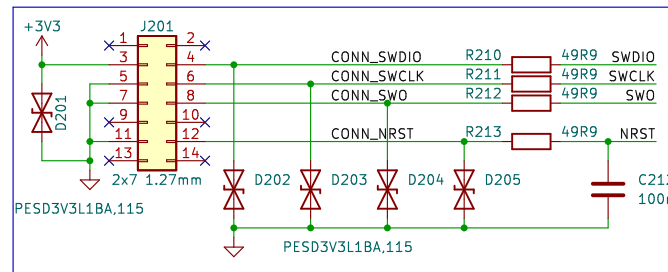 J201
+3V3
1 2
3 4 CONN_SWDIO R210 49R9 SWDIO
5 6 CONN_SWCLK R211 49R9 SWCLK
7 8 CONN_SWO R212 49R9 SWO
9 10
11 12 CONN_NRST R213 49R9 NRST
13 14
D201
2x7 1.27mm
D202 D203 D204 D205
PESD3V3L1BA,115
PESD3V3L1BA,115